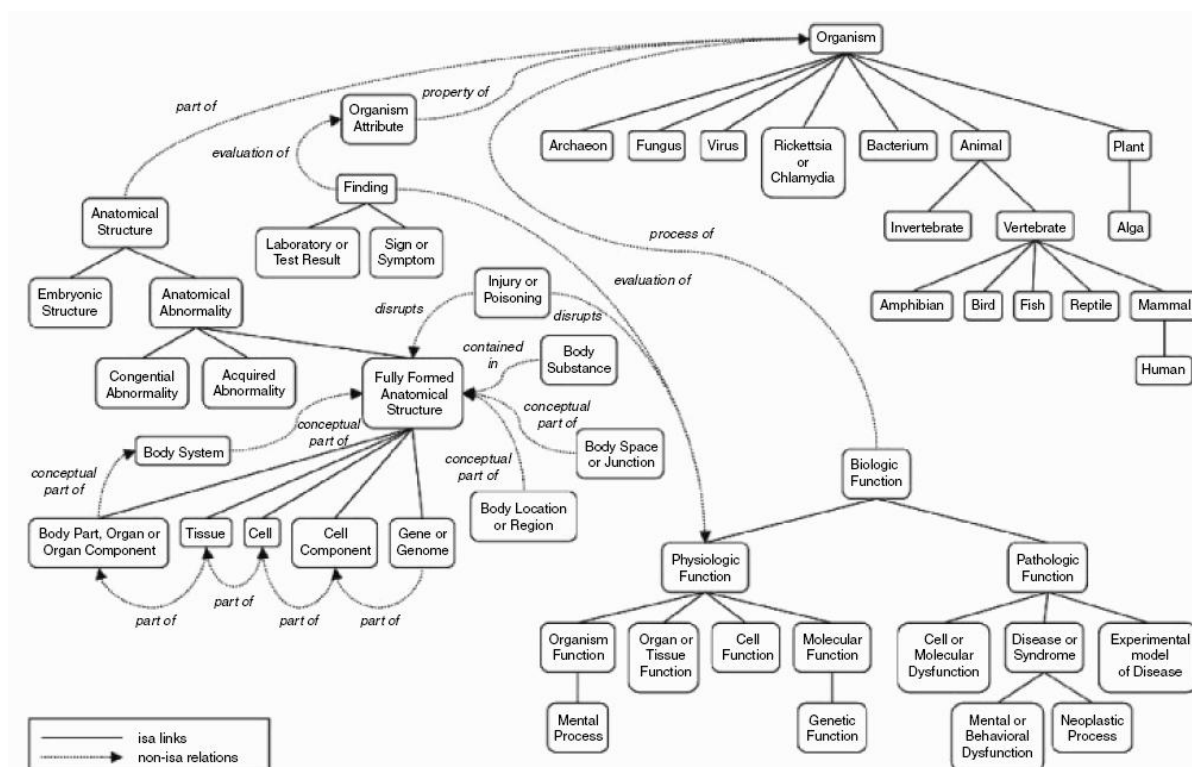 Organism
part of
property of
Organism
Attribute
Archaeon
Fungus
Virus
Rickettsia
or
Chlamydia
Bacterium
Animal
Plant
evaluation of
Finding
Anatomical
Structure
Laboratory or
Test Result
Sign or
Symptom
process of
Invertebrate
Vertebrate
Alga
Embryonic
Structure
Anatomical
Abnormality
Injury or
Poisoning
evaluation of
disrupts
disrupts
Amphibian
Bird
Fish
Reptile
Mammal
Human
Congential
Abnormality
Acquired
Abnormality
Fully Formed
Anatomical
Structure
contained
in
Body
Substance
conceptual
part of
Body Space
or Junction
conceptual
part of
Body System
conceptual
part of
conceptual
part of
Body Location
or Region
Biologic
Function
Body Part, Organ or
Organ Component
Tissue
Cell
Cell
Component
Gene or
Genome
part of
part of
part of
part of
Physiologic
Function
Pathologic
Function
Organism
Function
Organ or
Tissue
Function
Cell
Function
Molecular
Function
Cell or
Molecular
Dysfunction
Disease or
Syndrome
Experimental
model
of Disease
Mental
Process
Genetic
Function
Mental or
Behavioral
Dysfunction
Neoplastic
Process
isa links
non-isa relations